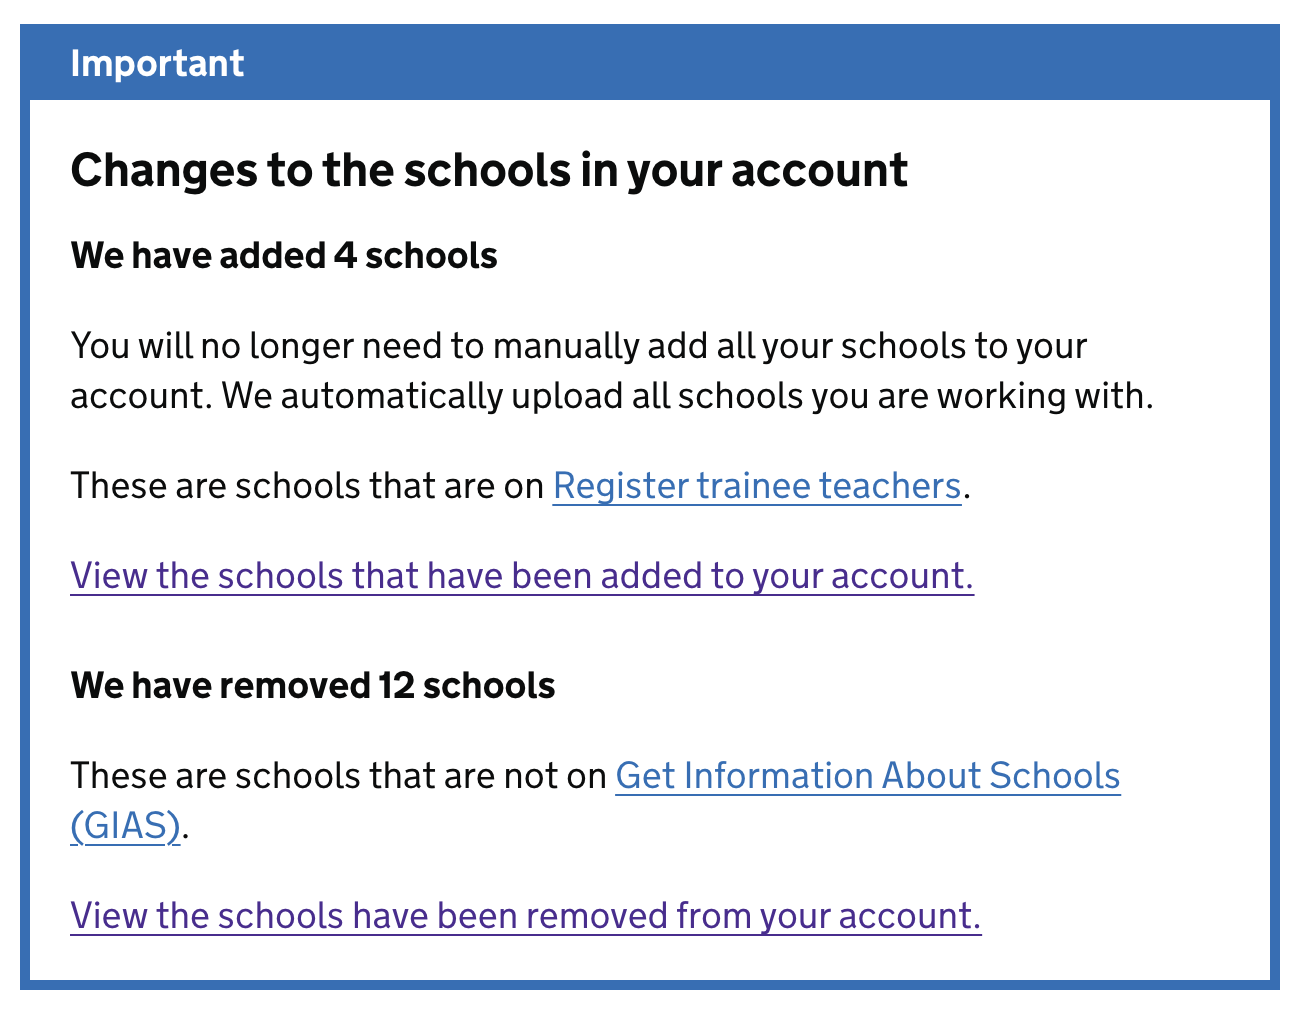 Important
Changes to the schools in your account
We have added 4 schools
You will no longer need to manually add all your schools to your
account. We automatically upload all schools you are working with.
These are schools that are on Register trainee teachers.
View the schools that have been added to your account.
We have removed 12 schools
These are schools that are not on Get Information About Schools
(GIAS).
View the schools have been removed from your account.